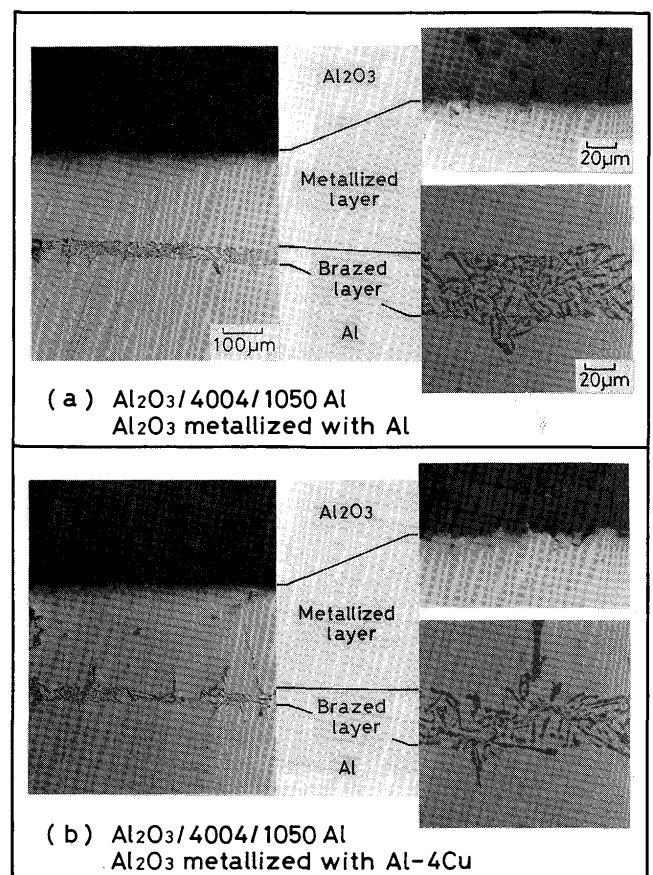 Al2O3
20µm
Metallized
layer
Brazed
layer
Al
100µm
20µm
(a) Al2O3/4004/1050 Al
Al2O3 metallized with Al
Al2O3
Metallized
layer
Brazed
layer
Al
(b) Al2O3/4004/1050 Al
Al2O3 metallized with Al-4Cu